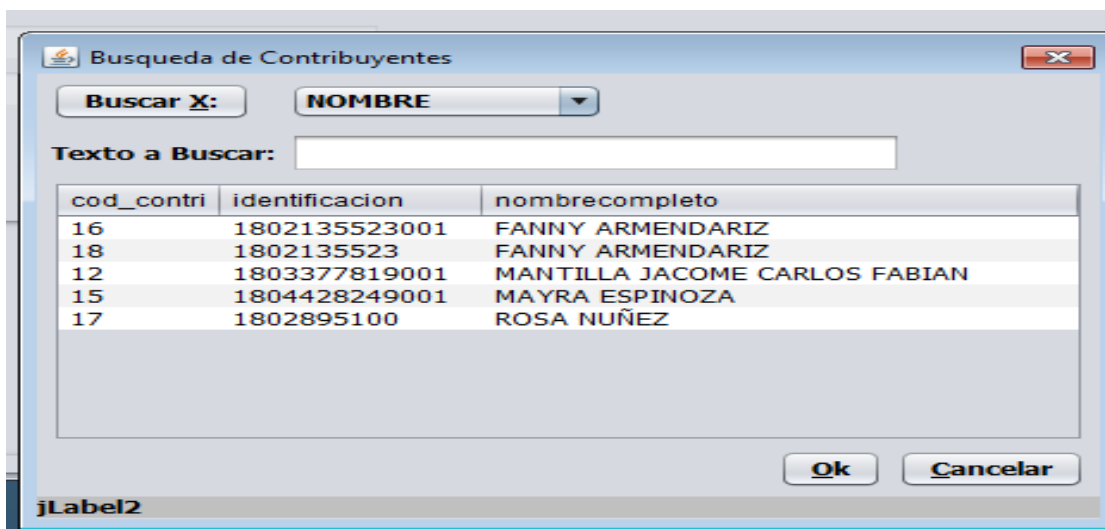 Busqueda de Contribuyentes
Buscar X: NOMBRE
Texto a Buscar:
cod_contri identificacion nombrecompleto
16 1802135523001 FANNY ARMENDARIZ
18 1802135523 FANNY ARMENDARIZ
12 1803377819001 MANTILLA JACOME CARLOS FABIAN
15 1804428249001 MAYRA ESPINOZA
17 1802895100 ROSA NUÑEZ
Ok Cancelar
jLabel2